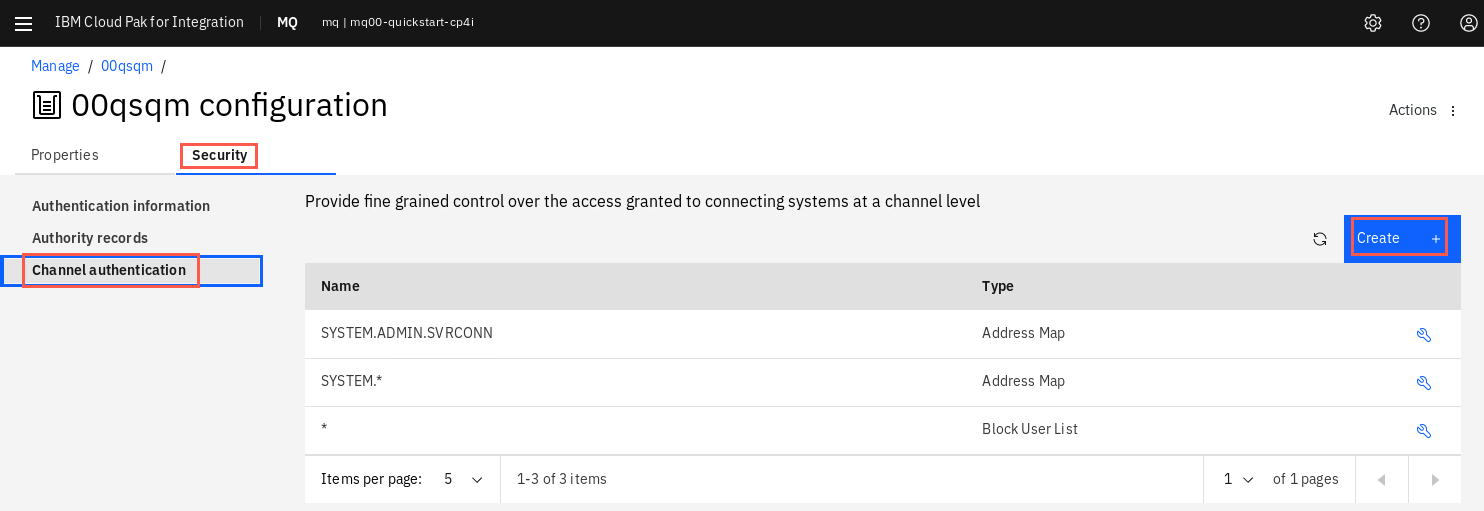 IBM Cloud Pak for Integration MQ mq | mq00-quickstart-cp4i
Manage / 00qsqm /
00qsqm configuration
Actions
Properties Security
Authentication information
Authority records
Channel authentication
Provide fine grained control over the access granted to connecting systems at a channel level
Create +
Name Type
SYSTEM.ADMIN.SVRCONN Address Map
SYSTEM.* Address Map
* Block User List
Items per page: 5 1-3 of 3 items 1 of 1 pages